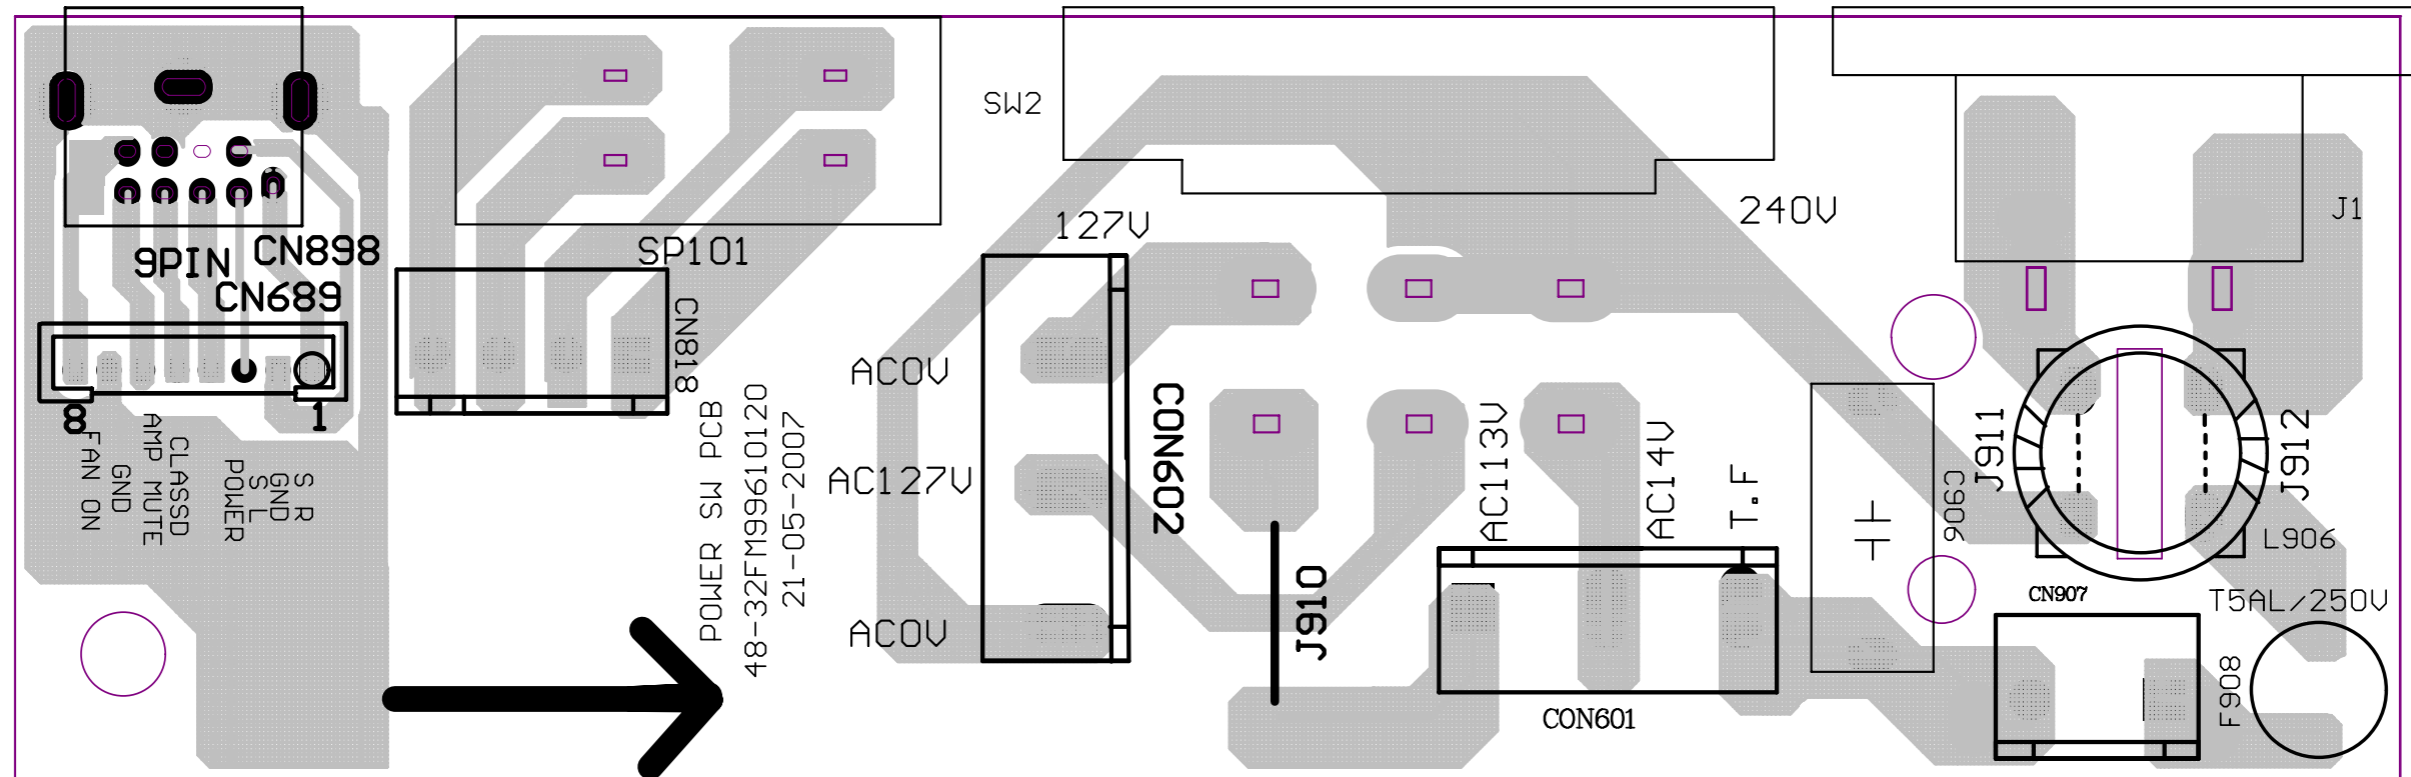 9PIN
CN898
CN689
8
1
FAN ON
GND
AMP MUTE
CLASSD
POWER
S L
GND
S R
SP101
CN818
POWER SW PCB
48-32FM99610120
21-05-2007
SW2
127V
240V
AC0V
AC127V
AC0V
CON602
J910
AC113V
AC14V
T.F
CON601
C906
J1
J911
J912
L906
CN907
T5AL/250V
F908